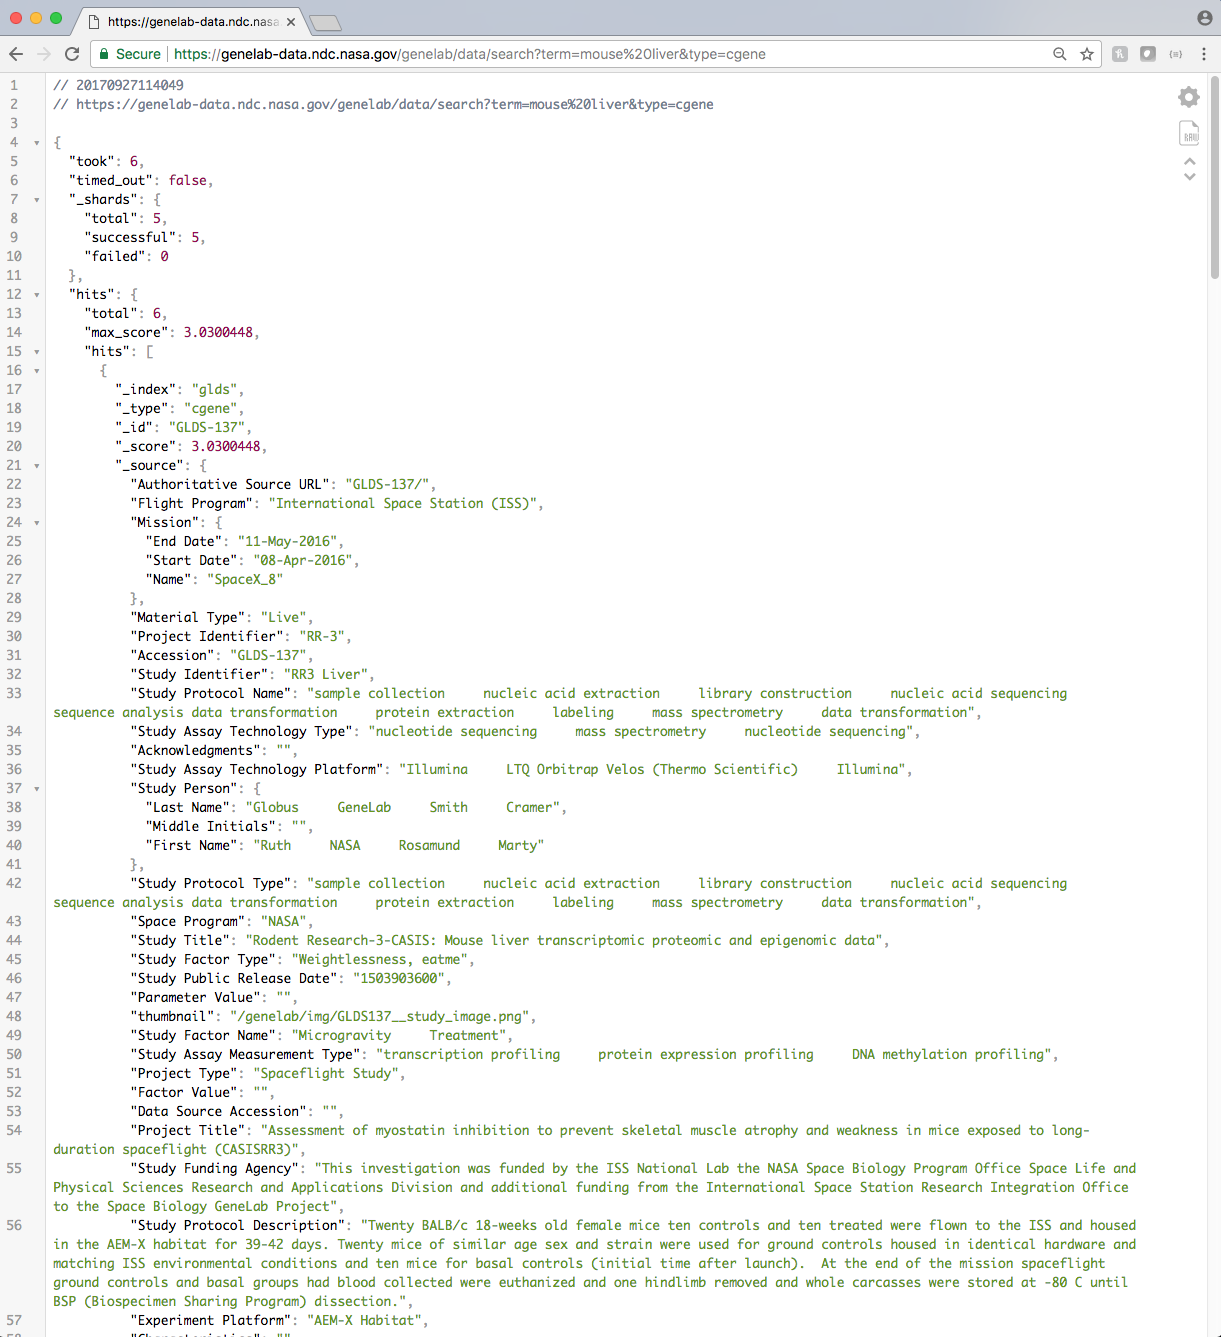 https://genelab-data.ndc.nasa
Secure https://genelab-data.ndc.nasa.gov/genelab/data/search?term=mouse%20liver&type=cgene
1 // 20170927114049
2 // https://genelab-data.ndc.nasa.gov/genelab/data/search?term=mouse%20liver&type=cgene
3
4 {
5 "took": 6,
6 "timed_out": false,
7 "_shards": {
8 "total": 5,
9 "successful": 5,
10 "failed": 0
11 },
12 "hits": {
13 "total": 6,
14 "max_score": 3.0300448,
15 "hits": [
16 {
17 "_index": "glds",
18 "_type": "cgene",
19 "_id": "GLDS-137",
20 "_score": 3.0300448,
21 "_source": {
22 "Authoritative Source URL": "GLDS-137/",
23 "Flight Program": "International Space Station (ISS)",
24 "Mission": {
25 "End Date": "11-May-2016",
26 "Start Date": "08-Apr-2016",
27 "Name": "SpaceX_8"
28 },
29 "Material Type": "Live",
30 "Project Identifier": "RR-3",
31 "Accession": "GLDS-137",
32 "Study Identifier": "RR3 Liver",
33 "Study Protocol Name": "sample collection     nucleic acid extraction     library construction     nucleic acid sequencing
sequence analysis data transformation     protein extraction     labeling     mass spectrometry     data transformation",
34 "Study Assay Technology Type": "nucleotide sequencing     mass spectrometry     nucleotide sequencing",
35 "Acknowledgments": "",
36 "Study Assay Technology Platform": "Illumina     LTQ Orbitrap Velos (Thermo Scientific)     Illumina",
37 "Study Person": {
38 "Last Name": "Globus     GeneLab     Smith     Cramer",
39 "Middle Initials": "",
40 "First Name": "Ruth     NASA     Rosamund     Marty"
41 },
42 "Study Protocol Type": "sample collection     nucleic acid extraction     library construction     nucleic acid sequencing
sequence analysis data transformation     protein extraction     labeling     mass spectrometry     data transformation",
43 "Space Program": "NASA",
44 "Study Title": "Rodent Research-3-CASIS: Mouse liver transcriptomic proteomic and epigenomic data",
45 "Study Factor Type": "Weightlessness, eatme",
46 "Study Public Release Date": "1503903600",
47 "Parameter Value": "",
48 "thumbnail": "/genelab/img/GLDS137__study_image.png",
49 "Study Factor Name": "Microgravity     Treatment",
50 "Study Assay Measurement Type": "transcription profiling     protein expression profiling     DNA methylation profiling",
51 "Project Type": "Spaceflight Study",
52 "Factor Value": "",
53 "Data Source Accession": "",
54 "Project Title": "Assessment of myostatin inhibition to prevent skeletal muscle atrophy and weakness in mice exposed to long-
duration spaceflight (CASISRR3)",
55 "Study Funding Agency": "This investigation was funded by the ISS National Lab the NASA Space Biology Program Office Space Life and
Physical Sciences Research and Applications Division and additional funding from the International Space Station Research Integration Office
to the Space Biology GeneLab Project",
56 "Study Protocol Description": "Twenty BALB/c 18-weeks old female mice ten controls and ten treated were flown to the ISS and housed
in the AEM-X habitat for 39-42 days. Twenty mice of similar age sex and strain were used for ground controls housed in identical hardware and
matching ISS environmental conditions and ten mice for basal controls (initial time after launch).  At the end of the mission spaceflight
ground controls and basal groups had blood collected were euthanized and one hindlimb removed and whole carcasses were stored at -80 C until
BSP (Biospecimen Sharing Program) dissection.",
57 "Experiment Platform": "AEM-X Habitat",
RAW